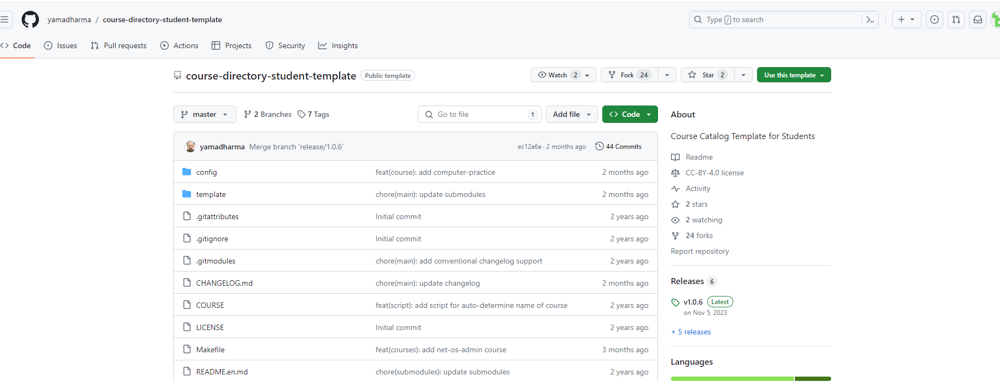 yamadharma / course-directory-student-template
Type / to search
Code Issues Pull requests Actions Projects Security Insights
course-directory-student-template Public template
Watch 2 Fork 24 Star 2 Use this template
master 2 Branches 7 Tags Go to file t Add file Code
yamadharma Merge branch 'release/1.0.6' ec12a6a · 2 months ago 44 Commits
config feat(course): add computer-practice 2 months ago
template chore(main): update submodules 2 months ago
.gitattributes Initial commit 2 years ago
.gitignore Initial commit 2 years ago
.gitmodules chore(main): add conventional changelog support 2 years ago
CHANGELOG.md chore(main): update changelog 2 months ago
COURSE feat(script): add script for auto-determine name of course 2 years ago
LICENSE Initial commit 2 years ago
Makefile feat(courses): add net-os-admin course 3 months ago
README.en.md chore(submodules): update submodules 2 years ago
About
Course Catalog Template for Students
Readme
CC-BY-4.0 license
Activity
2 stars
2 watching
24 forks
Report repository
Releases 6
v1.0.6 Latest
on Nov 5, 2023
+ 5 releases
Languages